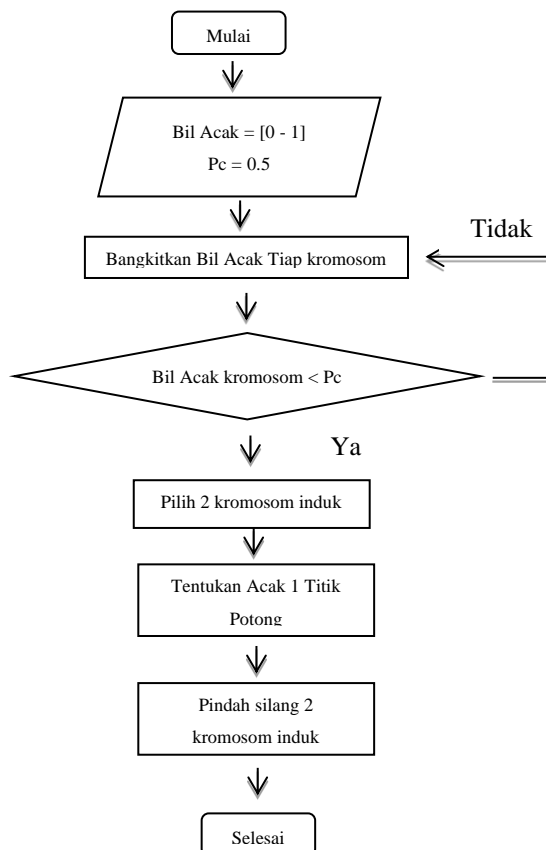 Mulai
Bil Acak = [0 - 1]
Pc = 0.5
Tidak
Bangkitkan Bil Acak Tiap kromosom
Bil Acak kromosom < Pc
Ya
Pilih 2 kromosom induk
Tentukan Acak 1 Titik
Potong
Pindah silang 2
kromosom induk
Selesai